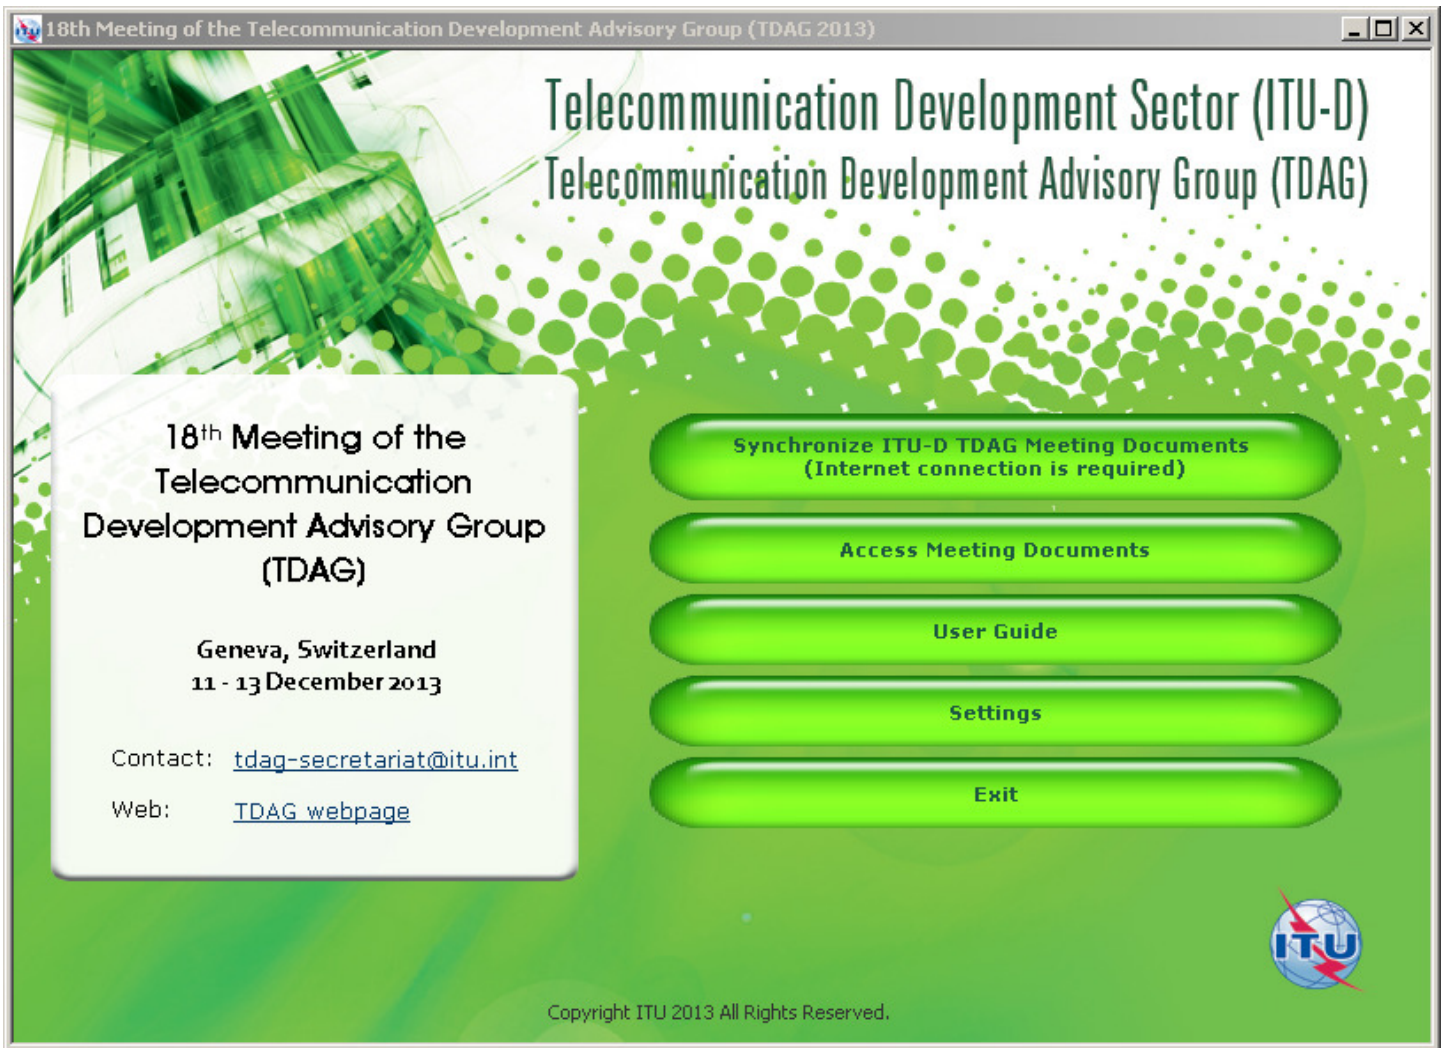 18th Meeting of the Telecommunication Development Advisory Group (TDAG 2013)
Telecommunication Development Sector (ITU-D)
Telecommunication Development Advisory Group (TDAG)
18th Meeting of the
Telecommunication
Development Advisory Group
(TDAG)
Geneva, Switzerland
11 - 13 December 2013
Contact: tdag-secretariat@itu.int
Web: TDAG webpage
Synchronize ITU-D TDAG Meeting Documents
(Internet connection is required)
Access Meeting Documents
User Guide
Settings
Exit
ITU
Copyright ITU 2013 All Rights Reserved.